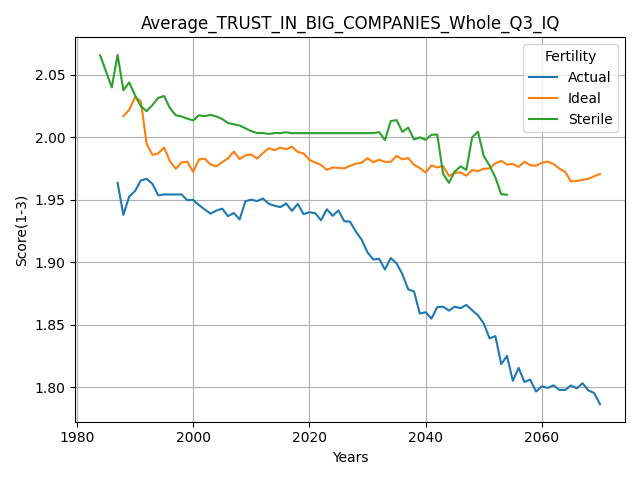 Average_TRUST_IN_BIG_COMPANIES_Whole_Q3_IQ
Fertility
Actual
Ideal
Sterile
Score(1-3)
2.05
2.00
1.95
1.90
1.85
1.80
1980
2000
2020
2040
2060
Years